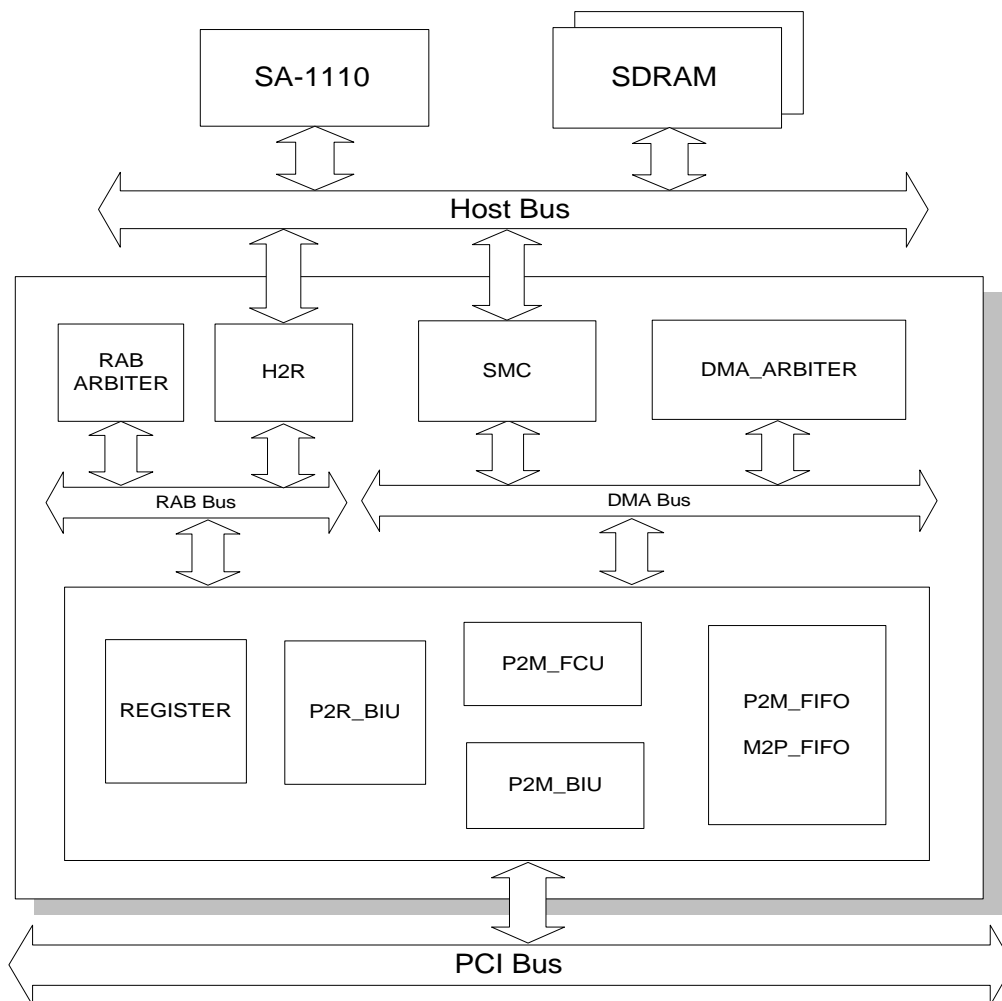 SA-1110
SDRAM
Host Bus
RAB
ARBITER
H2R
SMC
DMA_ARBITER
RAB Bus
DMA Bus
REGISTER
P2R_BIU
P2M_FCU
P2M_BIU
P2M_FIFO
M2P_FIFO
PCI Bus